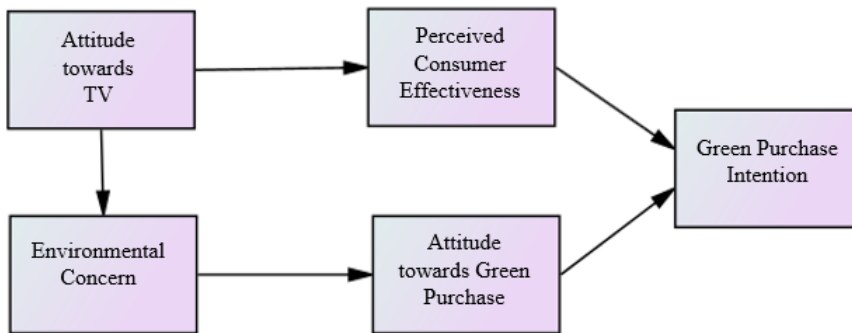 Attitude
towards
TV
Perceived
Consumer
Effectiveness
Green Purchase
Intention
Environmental
Concern
Attitude
towards Green
Purchase